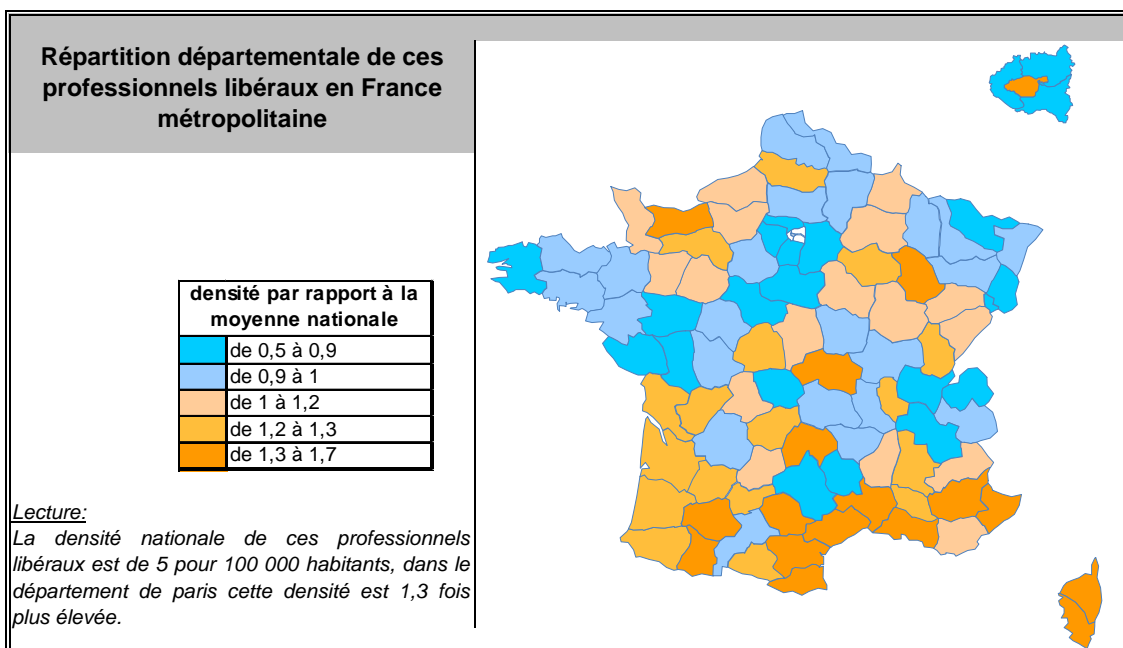 Répartition départementale de ces
professionnels libéraux en France
métropolitaine
densité par rapport à la
moyenne nationale
de 0,5 à 0,9
de 0,9 à 1
de 1 à 1,2
de 1,2 à 1,3
de 1,3 à 1,7
Lecture:
La densité nationale de ces professionnels
libéraux est de 5 pour 100 000 habitants, dans le
département de paris cette densité est 1,3 fois
plus élevée.